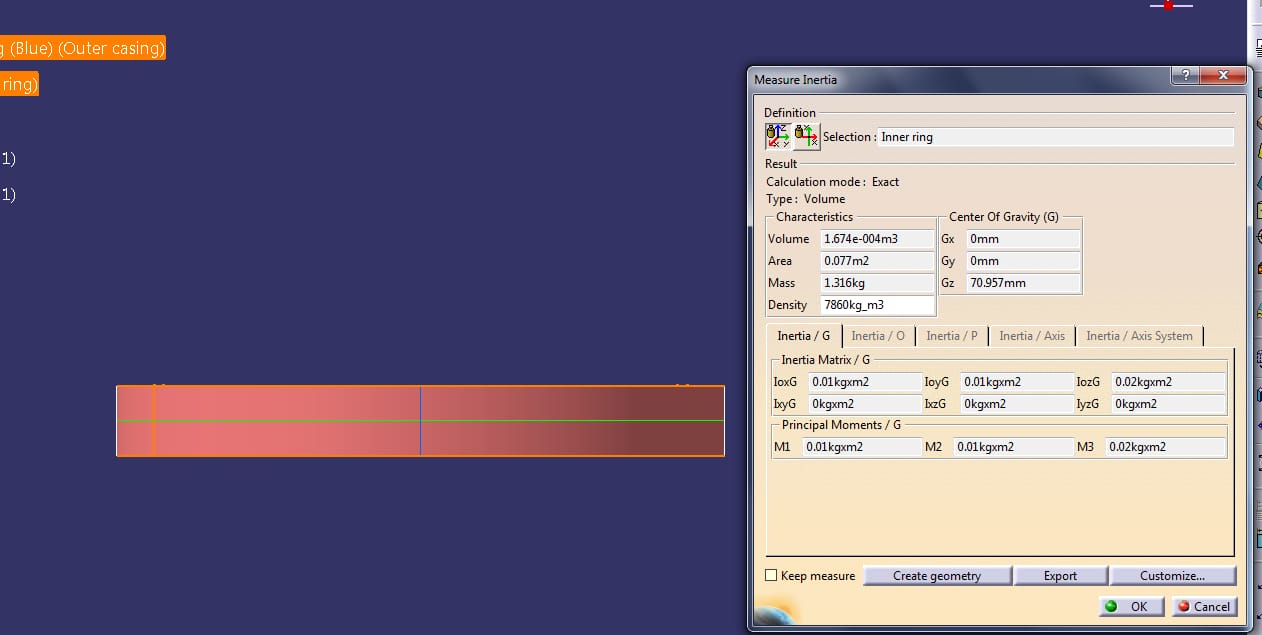 g (Blue) (Outer casing)
ring)
1)
1)
Measure Inertia
?
Definition
Selection : Inner ring
Result
Calculation mode : Exact
Type : Volume
Characteristics
Center Of Gravity (G)
Volume 1.674e-004m3 Gx 0mm
Area 0.077m2 Gy 0mm
Mass 1.316kg Gz 70.957mm
Density 7860kg_m3
Inertia / G Inertia / O Inertia / P Inertia / Axis Inertia / Axis System
Inertia Matrix / G
IoxG 0.01kgxm2 IoyG 0.01kgxm2 IozG 0.02kgxm2
IxyG 0kgxm2 IxzG 0kgxm2 IyzG 0kgxm2
Principal Moments / G
M1 0.01kgxm2 M2 0.01kgxm2 M3 0.02kgxm2
Keep measure Create geometry Export Customize...
OK Cancel